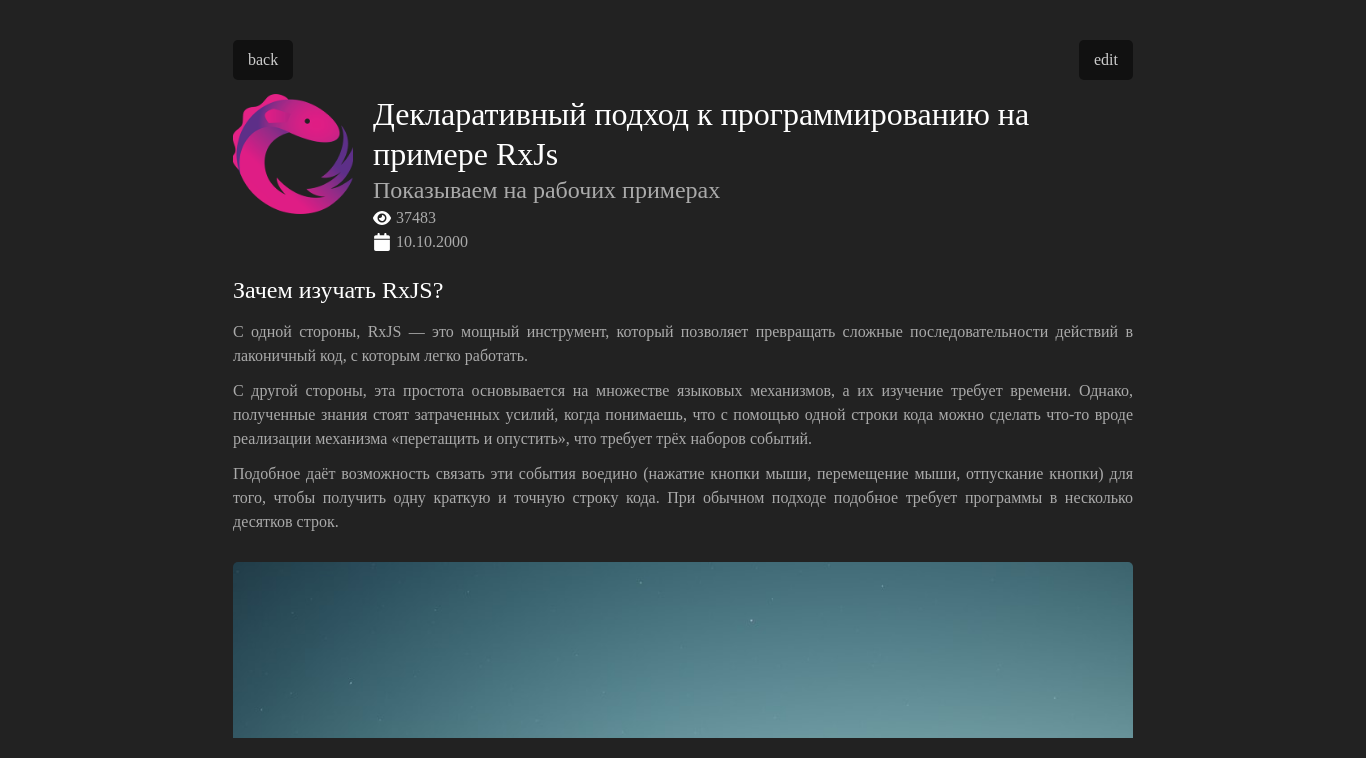 back
edit
Декларативный подход к программированию на
примере RxJs
Показываем на рабочих примерах
37483
10.10.2000
Зачем изучать RxJS?
С одной стороны, RxJS — это мощный инструмент, который позволяет превращать сложные последовательности действий в
лаконичный код, с которым легко работать.
С другой стороны, эта простота основывается на множестве языковых механизмов, а их изучение требует времени. Однако,
полученные знания стоят затраченных усилий, когда понимаешь, что с помощью одной строки кода можно сделать что-то вроде
реализации механизма «перетащить и опустить», что требует трёх наборов событий.
Подобное даёт возможность связать эти события воедино (нажатие кнопки мыши, перемещение мыши, отпускание кнопки) для
того, чтобы получить одну краткую и точную строку кода. При обычном подходе подобное требует программы в несколько
десятков строк.